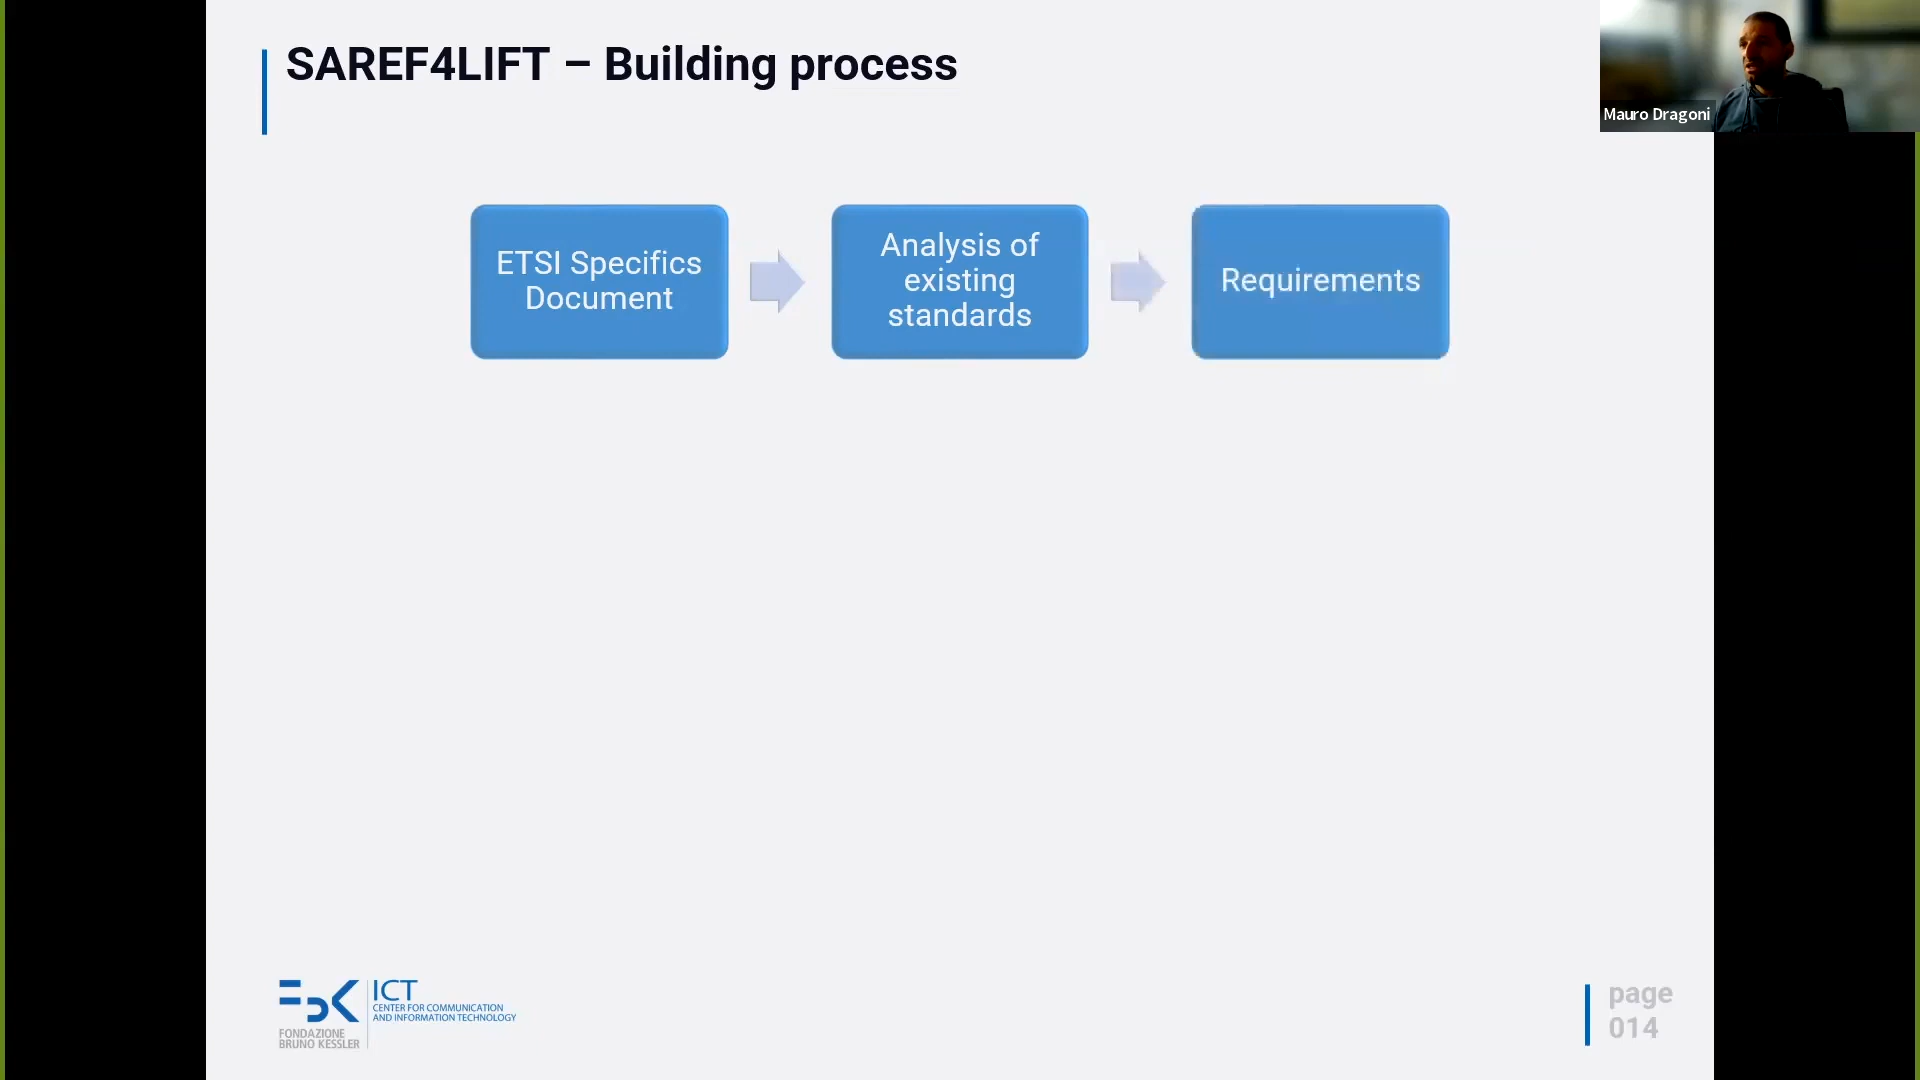 SAREF4LIFT – Building process
Mauro Dragoni
ETSI Specifics
Document
Analysis of
existing
standards
Requirements
FBK
FONDAZIONE
BRUNO KESSLER
ICT
CENTER FOR COMMUNICATION
AND INFORMATION TECHNOLOGY
page
014